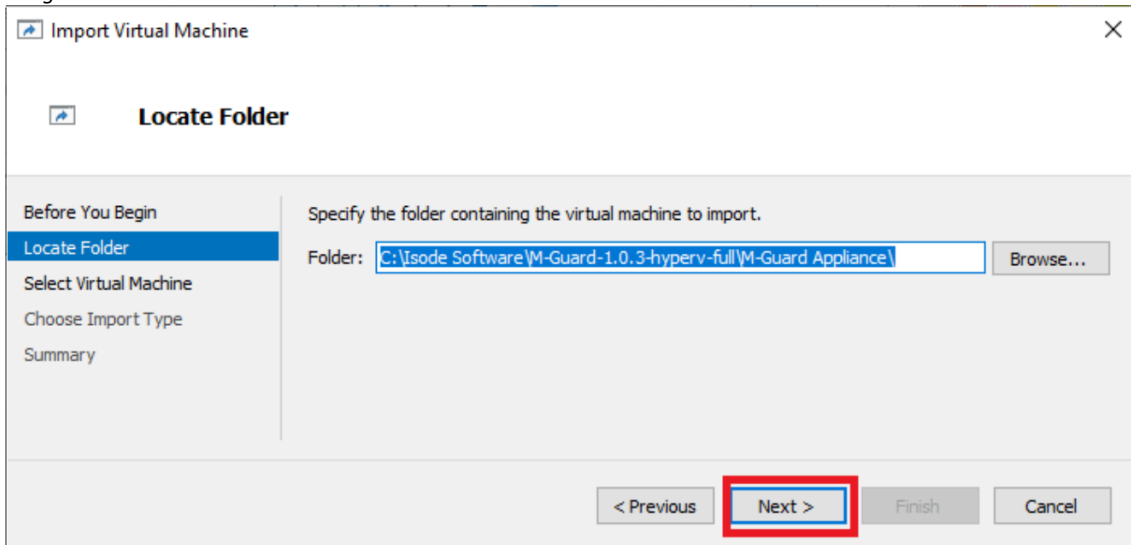 Import Virtual Machine
Locate Folder
Before You Begin
Locate Folder
Select Virtual Machine
Choose Import Type
Summary
Specify the folder containing the virtual machine to import.
Folder: C:\Isode Software\M-Guard-1.0.3-hyperv-full\M-Guard Appliance\ Browse...
< Previous Next > Finish Cancel